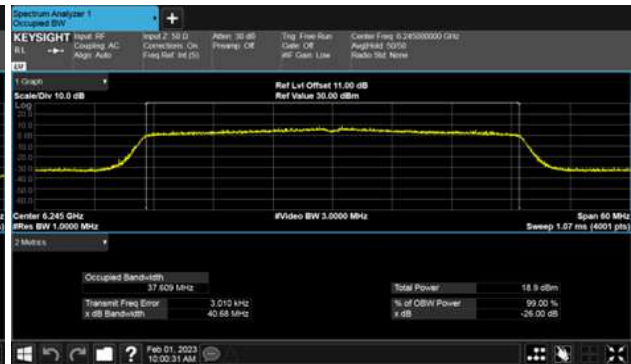 Spectrum Analyzer 1
Occupied BW
+
KEYSIGHT Input: RF Input Z: 50 Ω Atten: 30 dB Trig: Free Run Center Freq: 6.245000000 GHz
RL Coupling: AC Corrections: On Preamp: Off Gate: Off Avg|Hold: 50/50
Align: Auto Freq Ref: Int (S) #IF Gain: Low Radio Std: None
1 Graph
Scale/Div 10.0 dB
Ref Lvl Offset 11.00 dB
Ref Value 30.00 dBm
Log
Center 6.245 GHz
#Res BW 1.0000 MHz
#Video BW 3.0000 MHz
Span 60 MHz
Sweep 1.07 ms (4001 pts)
2 Metrics
Occupied Bandwidth
37.609 MHz
Total Power 18.9 dBm
Transmit Freq Error 3.010 kHz
% of OBW Power 99.00 %
x dB Bandwidth 40.68 MHz
x dB -26.00 dB
?
Feb 01, 2023
10:00:31 AM